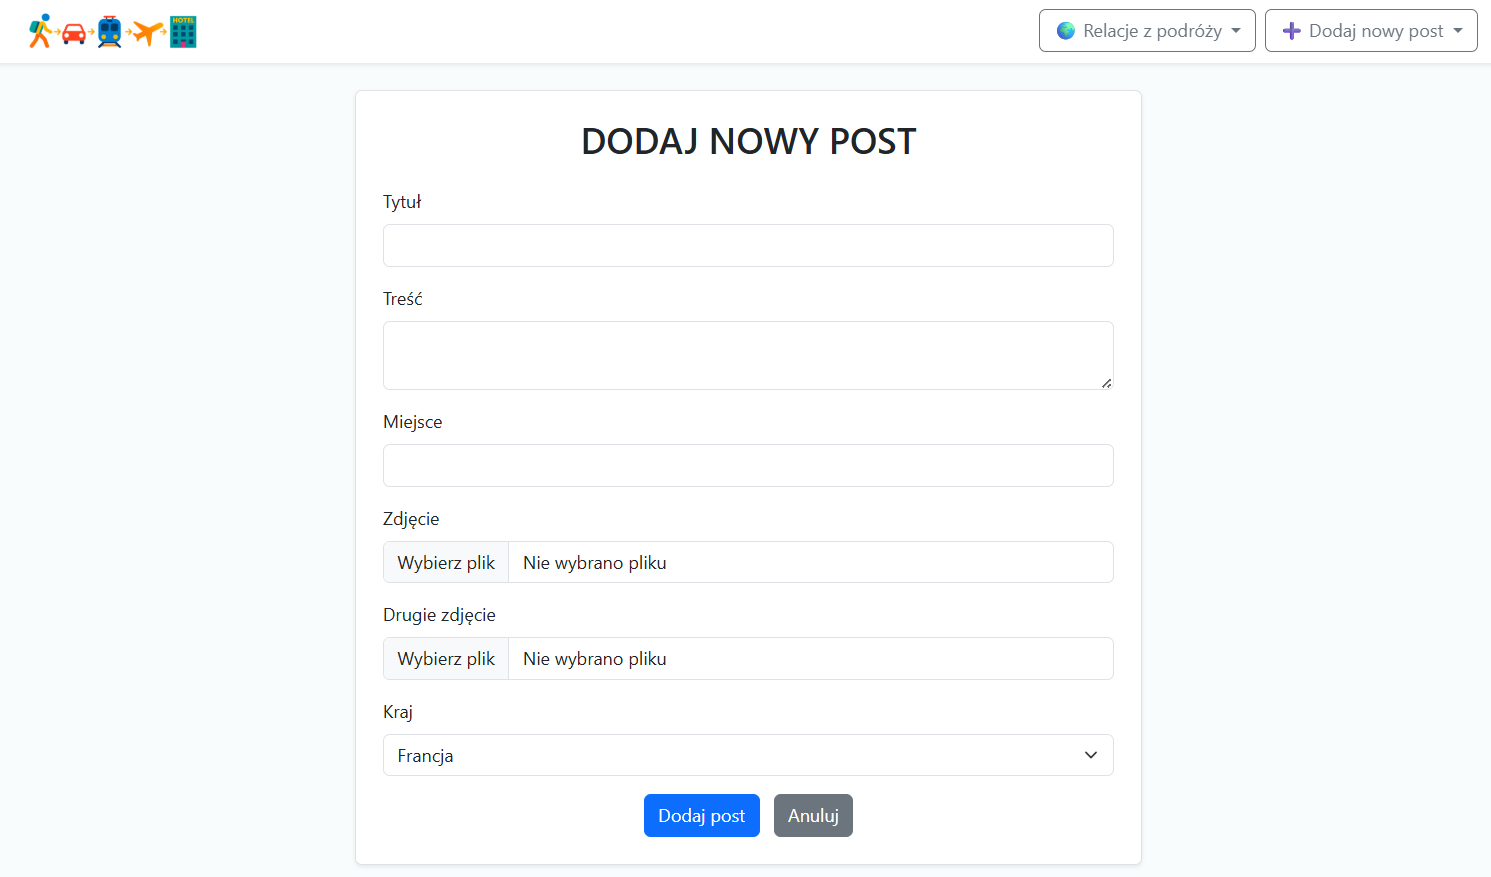 HOTEL
Relacje z podróży
Dodaj nowy post
DODAJ NOWY POST
Tytuł
Treść
Miejsce
Zdjęcie
Wybierz plik Nie wybrano pliku
Drugie zdjęcie
Wybierz plik Nie wybrano pliku
Kraj
Francja
Dodaj post Anuluj